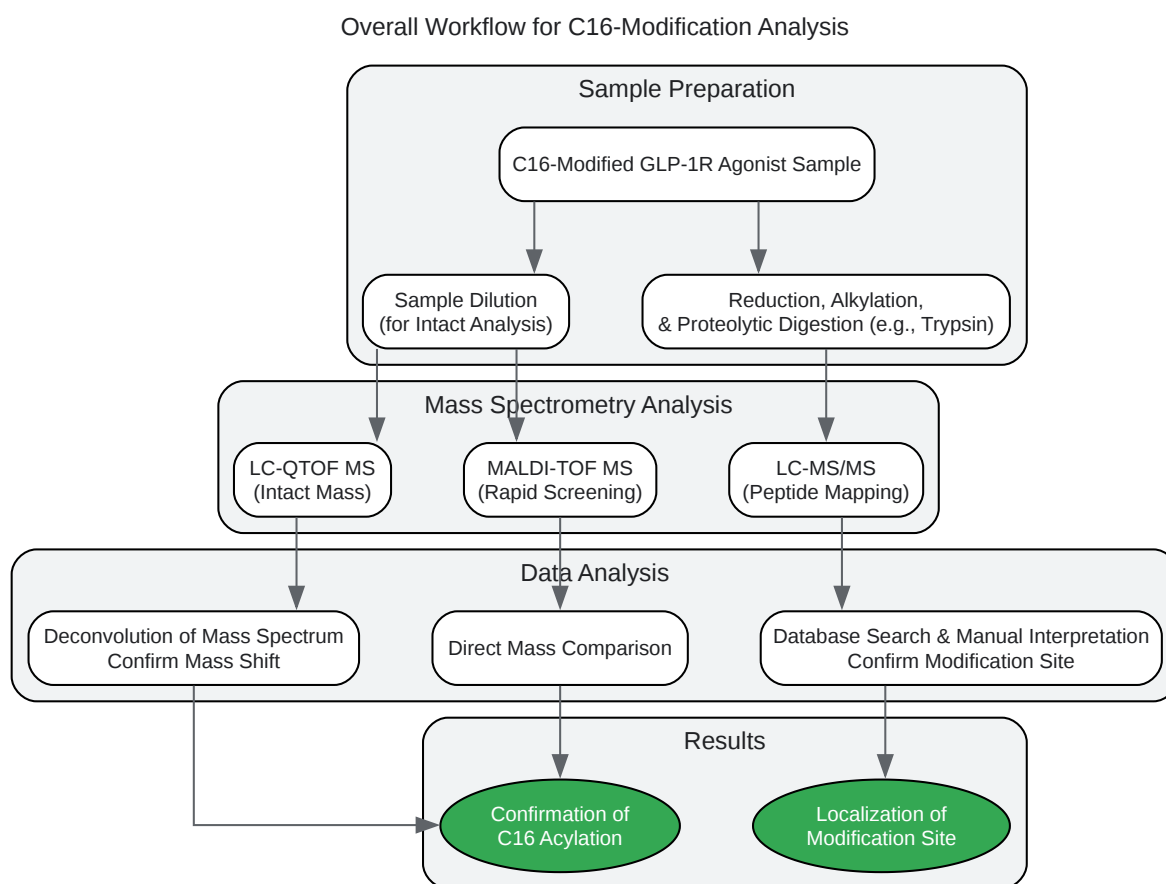 Overall Workflow for C16-Modification Analysis
Sample Preparation
C16-Modified GLP-1R Agonist Sample
Sample Dilution
(for Intact Analysis)
Reduction, Alkylation,
& Proteolytic Digestion (e.g., Trypsin)
Mass Spectrometry Analysis
LC-QTOF MS
(Intact Mass)
MALDI-TOF MS
(Rapid Screening)
LC-MS/MS
(Peptide Mapping)
Data Analysis
Deconvolution of Mass Spectrum
Confirm Mass Shift
Direct Mass Comparison
Database Search & Manual Interpretation
Confirm Modification Site
Results
Confirmation of
C16 Acylation
Localization of
Modification Site